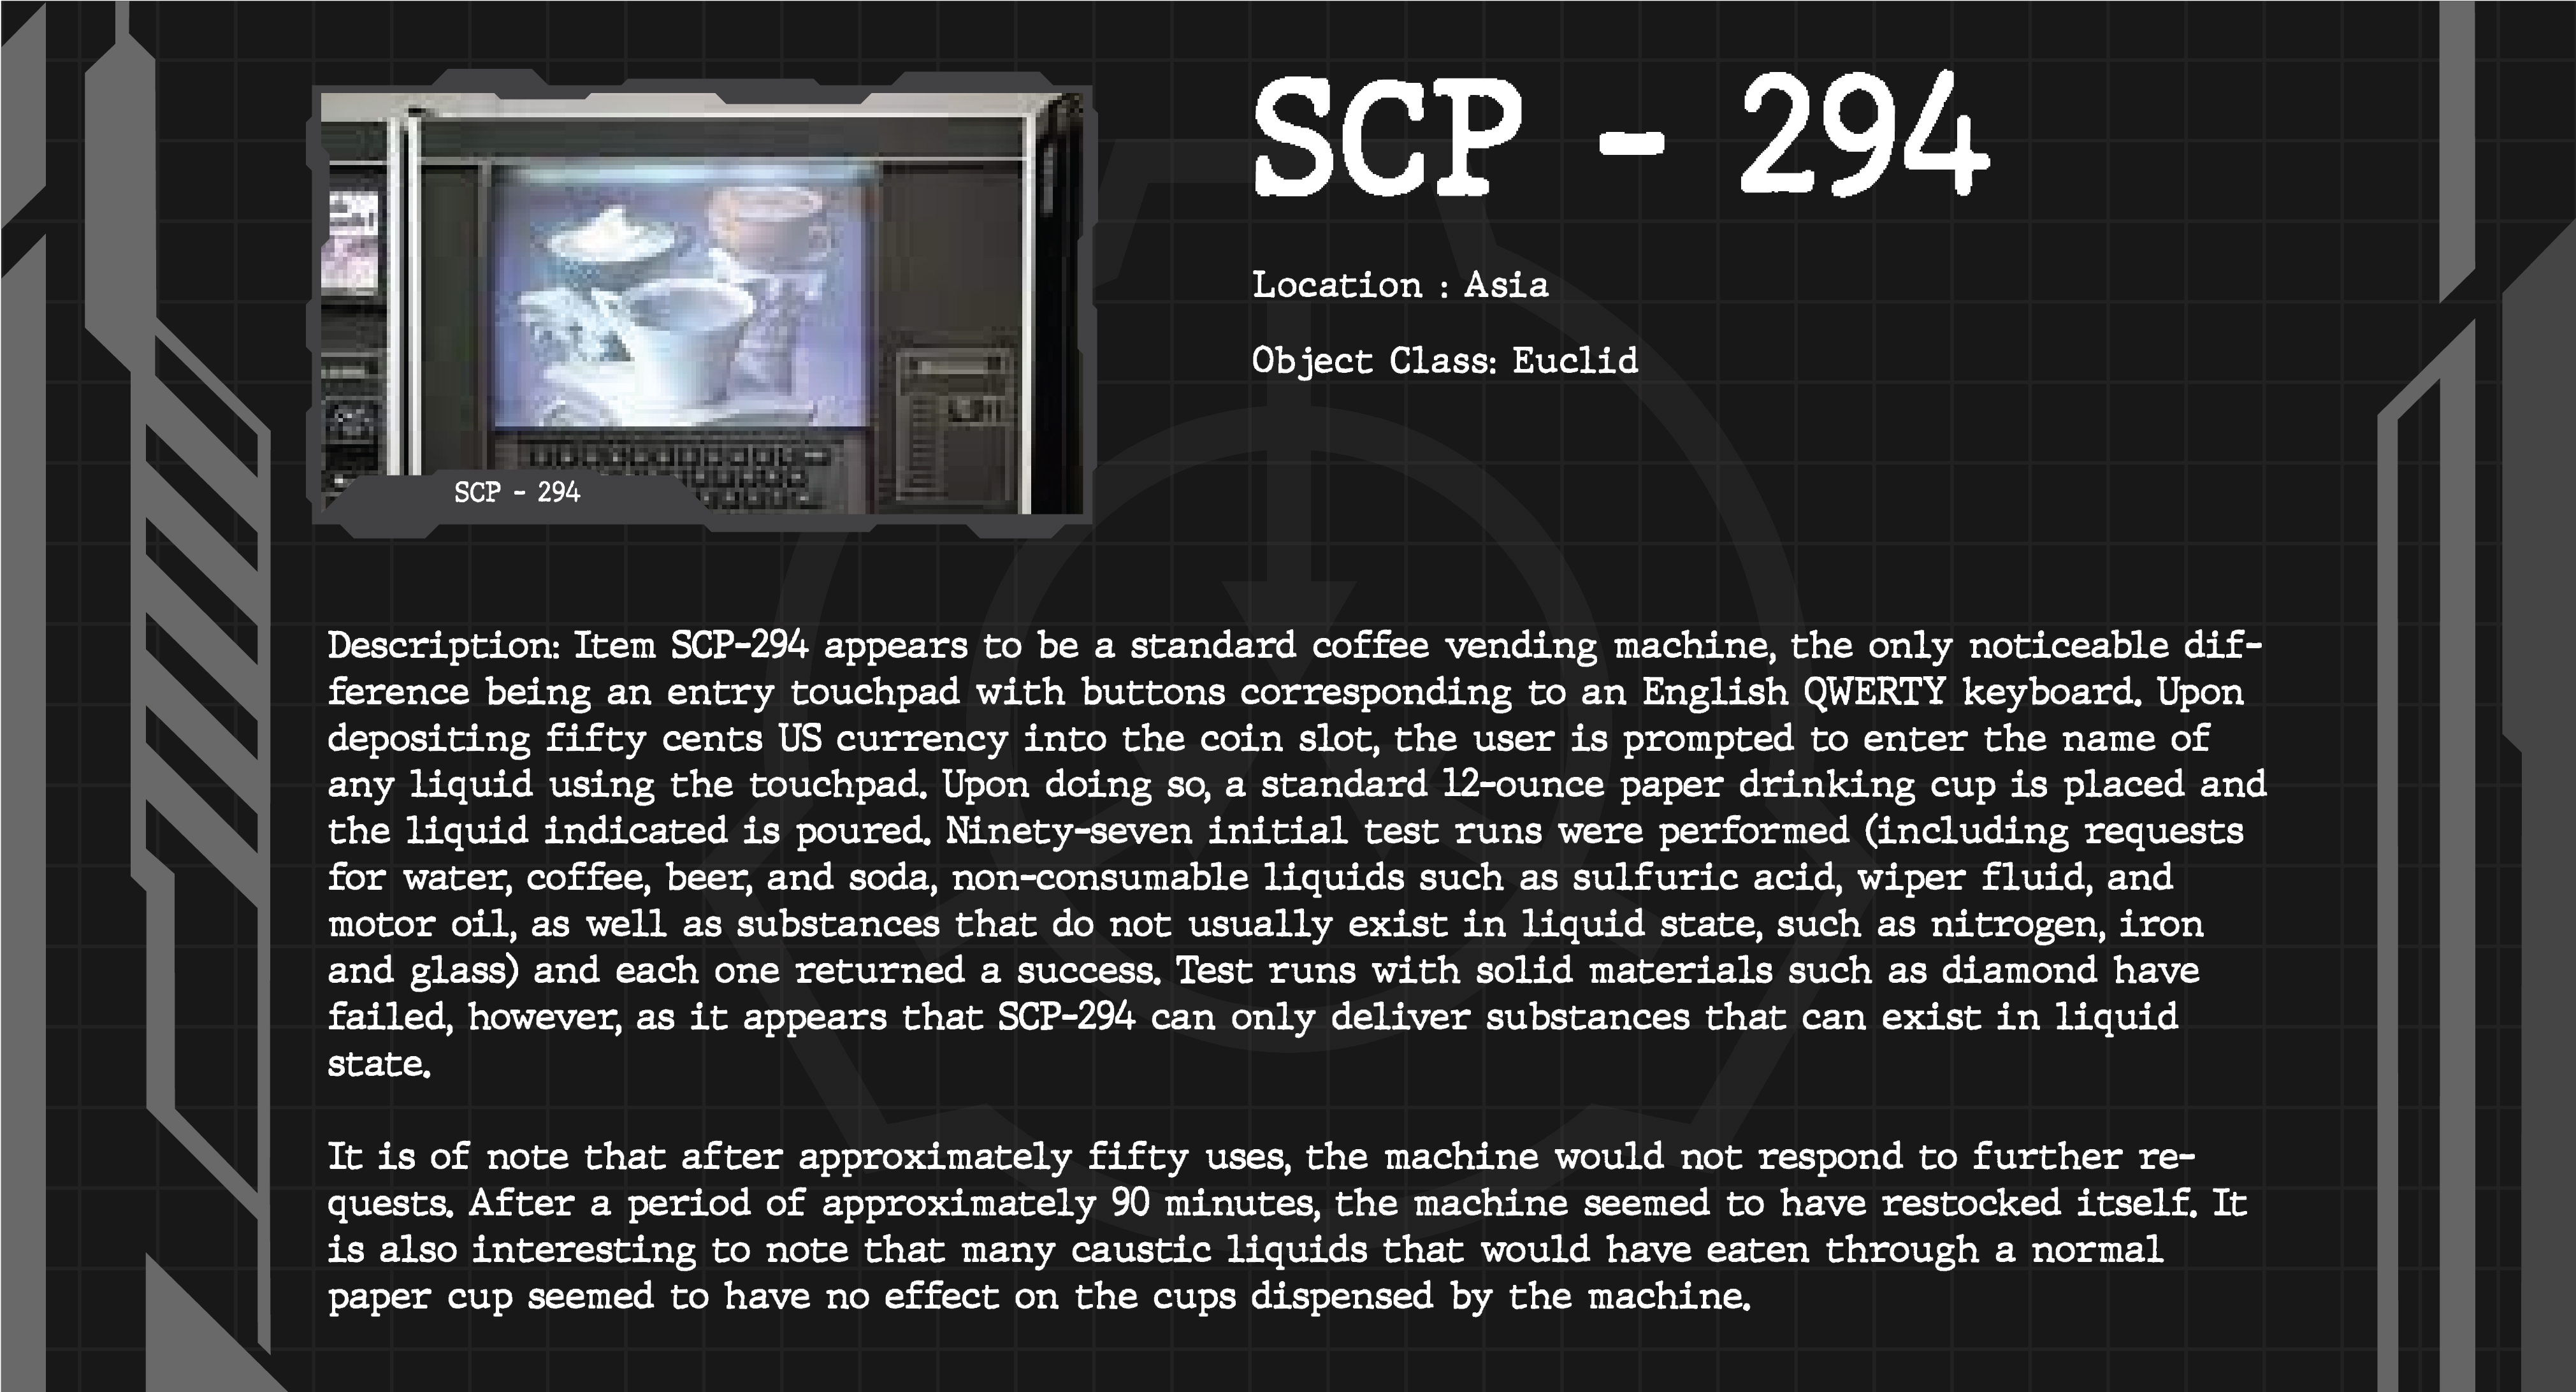 SCP - 294
Location : Asia
Object Class: Euclid
SCP - 294
Description: Item SCP-294 appears to be a standard coffee vending machine, the only noticeable dif-
ference being an entry touchpad with buttons corresponding to an English QWERTY keyboard. Upon
depositing fifty cents US currency into the coin slot, the user is prompted to enter the name of
any liquid using the touchpad. Upon doing so, a standard 12-ounce paper drinking cup is placed and
the liquid indicated is poured. Ninety-seven initial test runs were performed (including requests
for water, coffee, beer, and soda, non-consumable liquids such as sulfuric acid, wiper fluid, and
motor oil, as well as substances that do not usually exist in liquid state, such as nitrogen, iron
and glass) and each one returned a success. Test runs with solid materials such as diamond have
failed, however, as it appears that SCP-294 can only deliver substances that can exist in liquid
state.
It is of note that after approximately fifty uses, the machine would not respond to further re-
quests. After a period of approximately 90 minutes, the machine seemed to have restocked itself. It
is also interesting to note that many caustic liquids that would have eaten through a normal
paper cup seemed to have no effect on the cups dispensed by the machine.